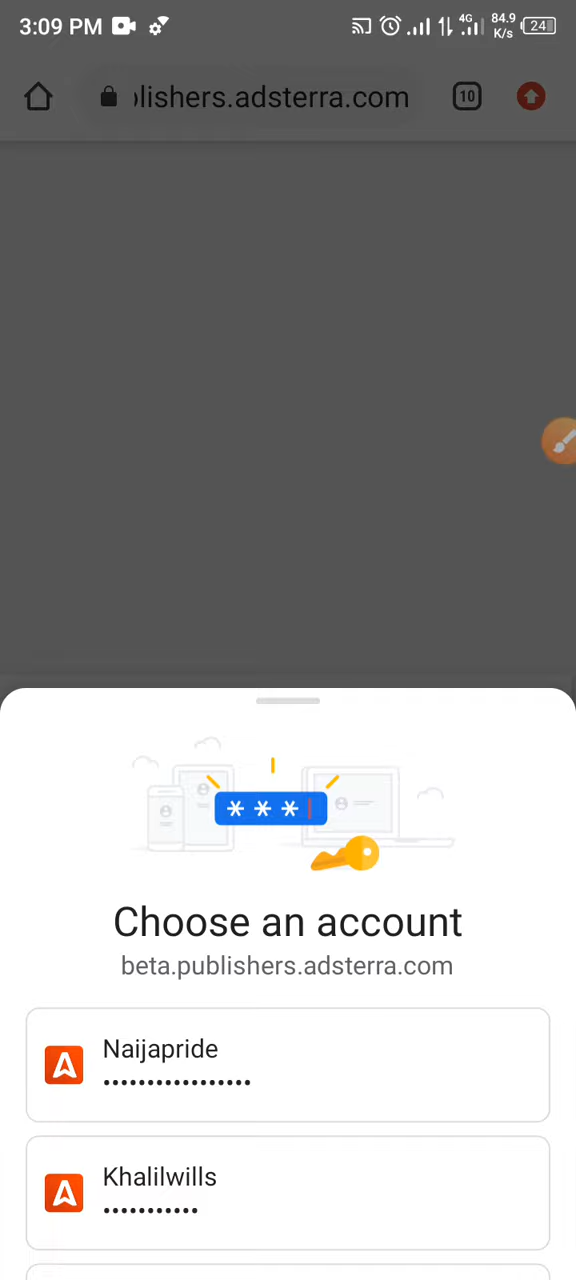 3:09 PM
4G
84.9
K/s
24
lishers.adsterra.com
10
* * *
Choose an account
beta.publishers.adsterra.com
Naijapride
•••••••••••••••••
Khalilwills
•••••••••••